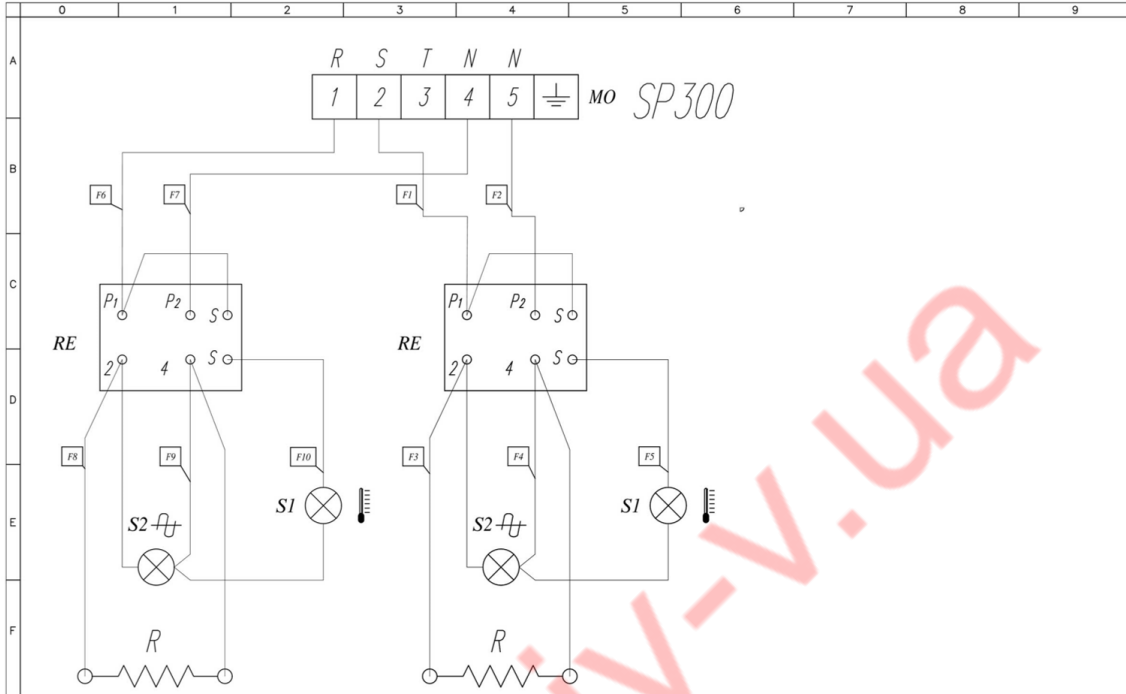 0 1 2 3 4 5 6 7 8 9
A
R S T N N
1 2 3 4 5 MO SP300
B
F6 F7 F1 F2
C
P1 P2 S P1 P2 S
RE RE
2 4 S 2 4 S
D
F8 F9 F10 F3 F4 F5
E
S2 S1 S2 S1
F
R R
iv-v.ua